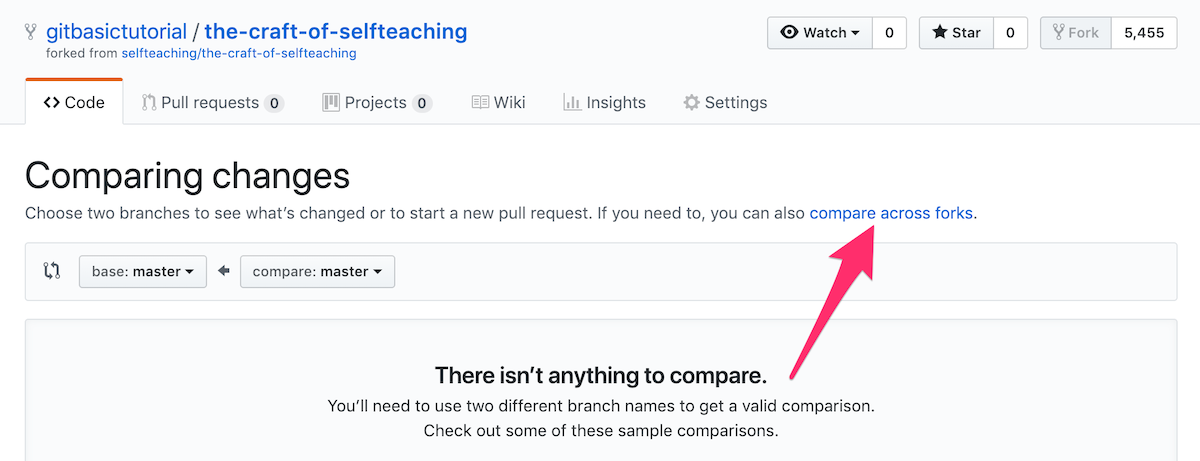 gitbasictutorial / the-craft-of-selfteaching
forked from selfteaching/the-craft-of-selfteaching
Watch 0 Star 0 Fork 5,455
Code Pull requests 0 Projects 0 Wiki Insights Settings
Comparing changes
Choose two branches to see what's changed or to start a new pull request. If you need to, you can also compare across forks.
base: master compare: master
There isn't anything to compare.
You'll need to use two different branch names to get a valid comparison.
Check out some of these sample comparisons.